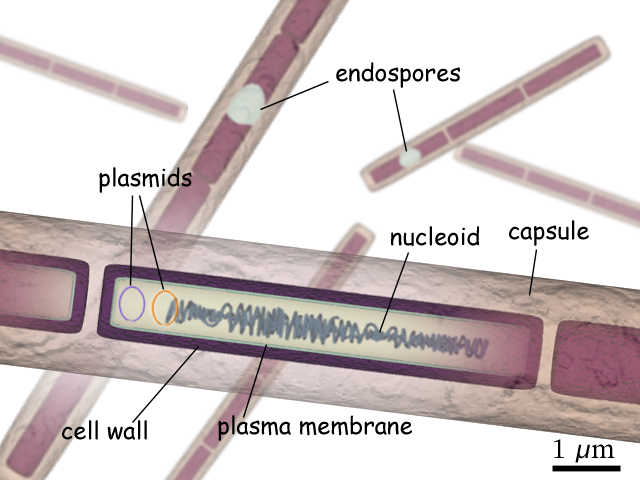 endospores
plasmids
nucleoid
capsule
cell wall
plasma membrane
1 μm